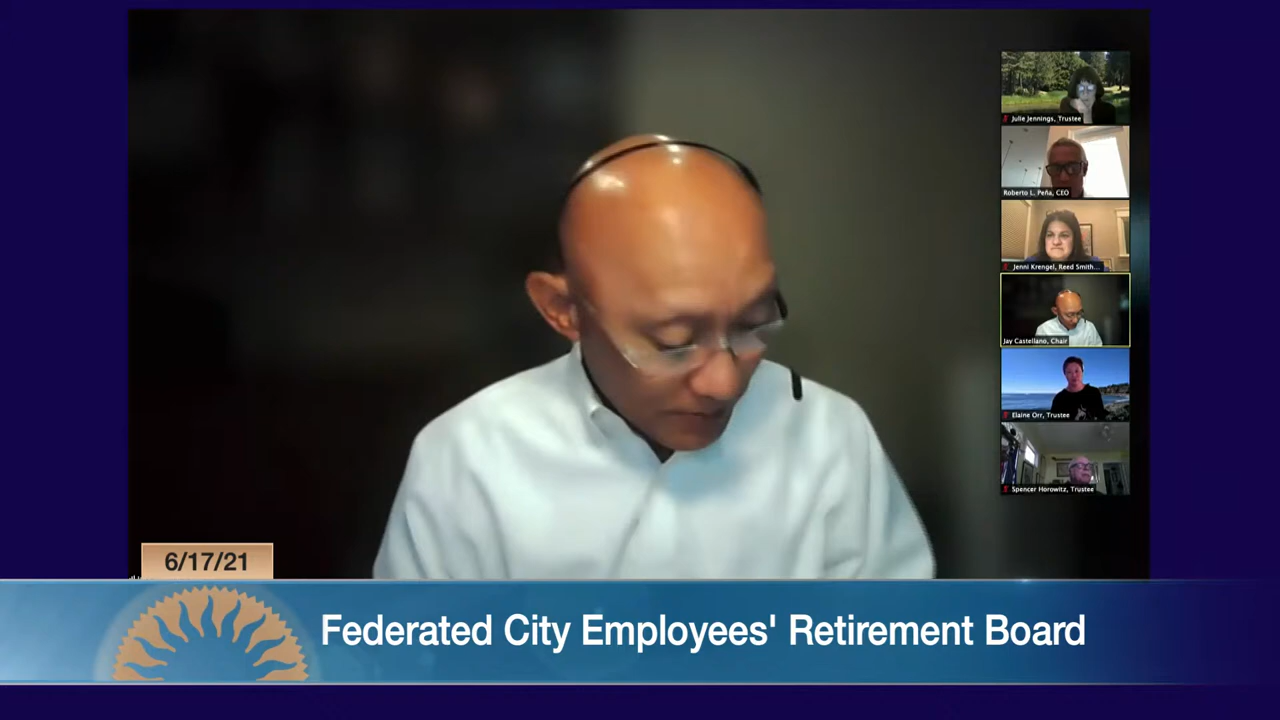 Julie Jennings, Trustee
Roberto L. Peña, CEO
Jenni Krengel, Reed Smith...
Jay Castellano, Chair
Elaine Orr, Trustee
Spencer Horowitz, Trustee
6/17/21
Federated City Employees' Retirement Board